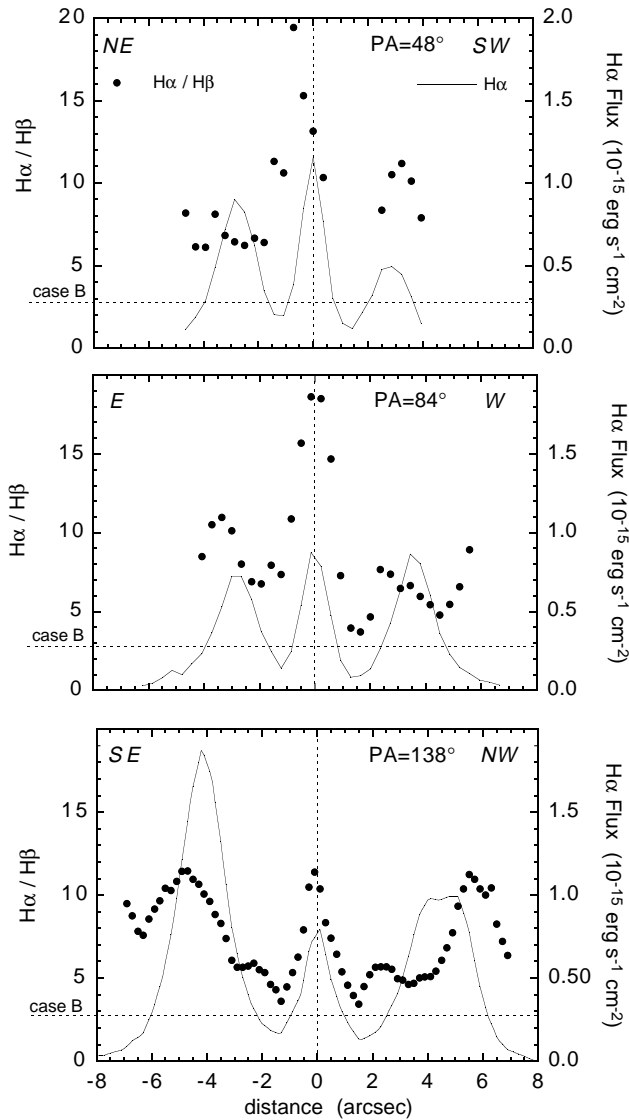 20
2.0
NE
PA=48°
SW
Hα / Hβ
Hα
15
1.5
10
1.0
5
0.5
case B
0
0.0
Hα / Hβ
Hα Flux (10-15 erg s-1 cm-2)
E
PA=84°
W
15
1.5
10
1.0
5
0.5
case B
0
0.0
Hα / Hβ
Hα Flux (10-15 erg s-1 cm-2)
SE
PA=138°
NW
15
1.5
10
1.0
5
0.50
case B
0
0.0
Hα / Hβ
Hα Flux (10-15 erg s-1 cm-2)
-8 -6 -4 -2 0 2 4 6 8
distance (arcsec)